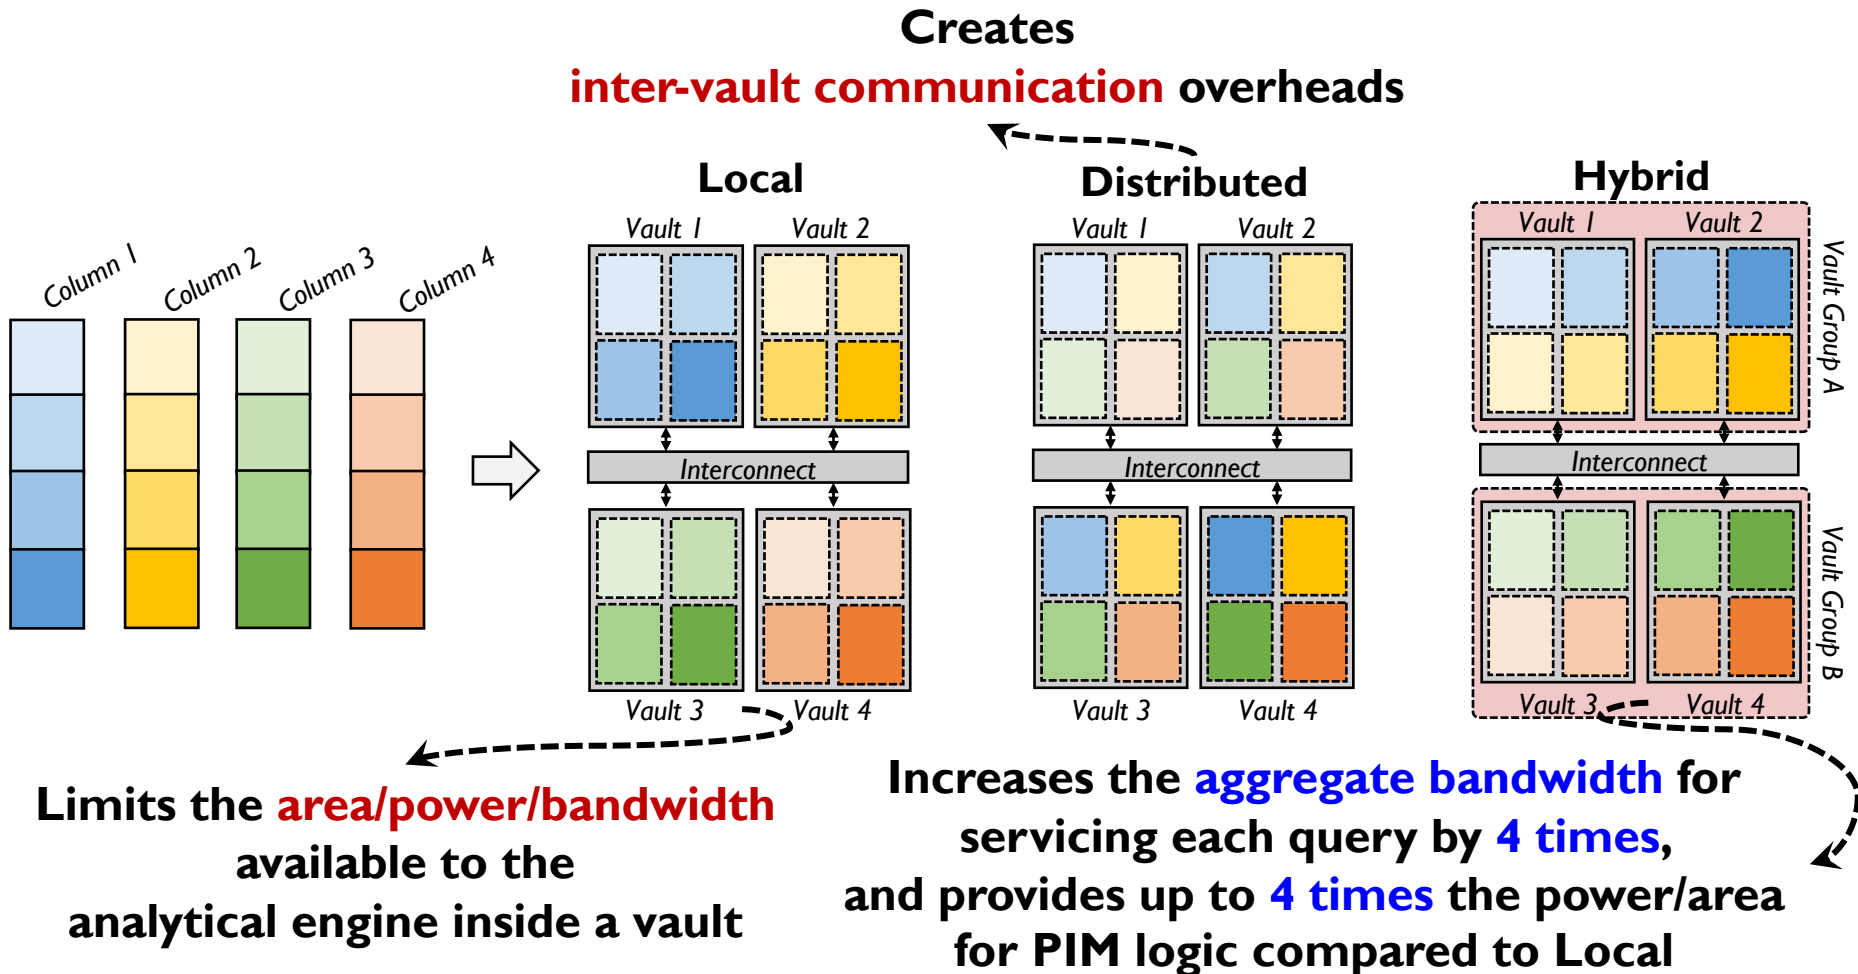 Creates
inter-vault communication overheads
Local
Distributed
Hybrid
Column 1
Column 2
Column 3
Column 4
Vault 1
Vault 2
Interconnect
Vault 3
Vault 4
Vault 1
Vault 2
Interconnect
Vault 3
Vault 4
Vault 1
Vault 2
Vault Group A
Interconnect
Vault 3
Vault 4
Vault Group B
Limits the area/power/bandwidth
available to the
analytical engine inside a vault
Increases the aggregate bandwidth for
servicing each query by 4 times,
and provides up to 4 times the power/area
for PIM logic compared to Local